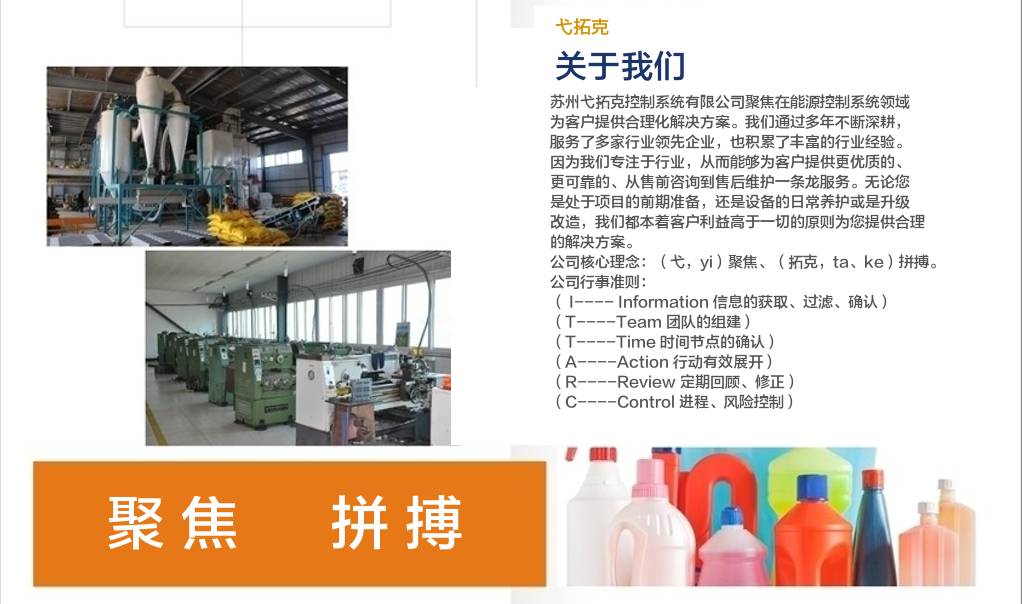 弋拓克
关于我们
苏州弋拓克控制系统有限公司聚焦在能源控制系统领域
为客户提供合理化解决方案。我们通过多年不断深耕，
服务了多家行业领先企业，也积累了丰富的行业经验。
因为我们专注于行业，从而能够为客户提供更优质的、
更可靠的、从售前咨询到售后维护一条龙服务。无论您
是处于项目的前期准备，还是设备的日常养护或是升级
改造，我们都本着客户利益高于一切的原则为您提供合理
的解决方案。
公司核心理念：（弋，yi）聚焦、（拓克，ta、ke）拼搏。
公司行事准则：
（ I---- Information 信息的获取、过滤、确认）
（T----Team 团队的组建）
（T----Time 时间节点的确认）
（A----Action 行动有效展开）
（R----Review 定期回顾、修正）
（C----Control 进程、风险控制）
聚焦 拼搏